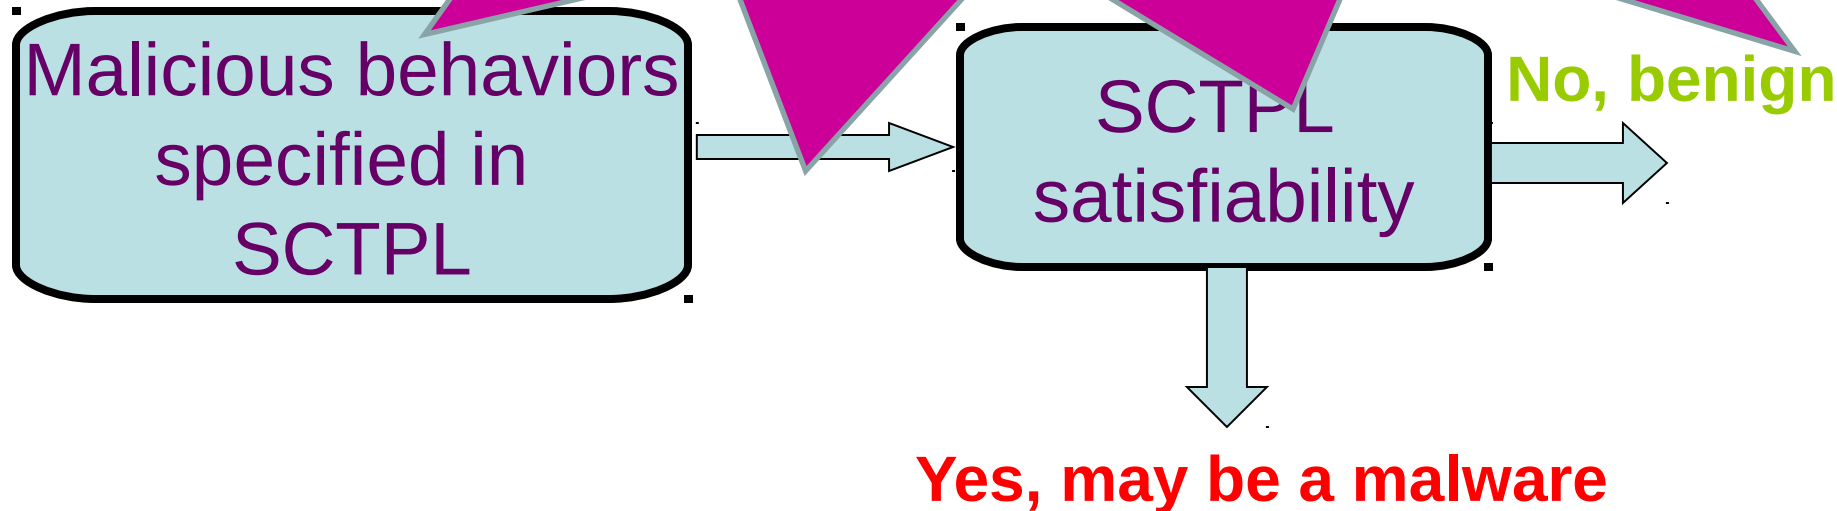 Malicious behaviors
specified in
SCTPL
SCTPL
satisfiability
No, benign
Yes, may be a malware